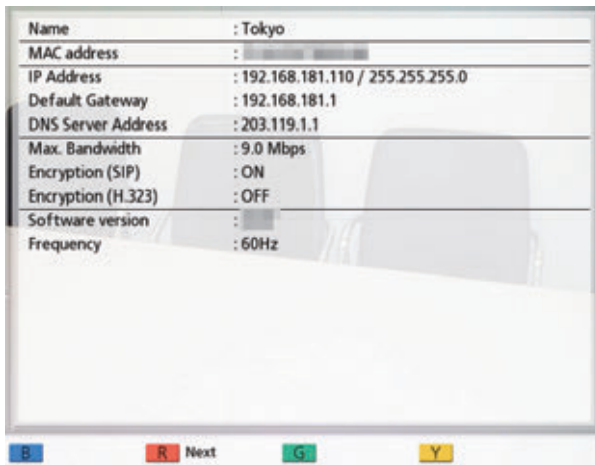 Name : Tokyo
MAC address :
IP Address : 192.168.181.110 / 255.255.255.0
Default Gateway : 192.168.181.1
DNS Server Address : 203.119.1.1
Max. Bandwidth : 9.0 Mbps
Encryption (SIP) : ON
Encryption (H.323) : OFF
Software version :
Frequency : 60Hz
B R Next G Y